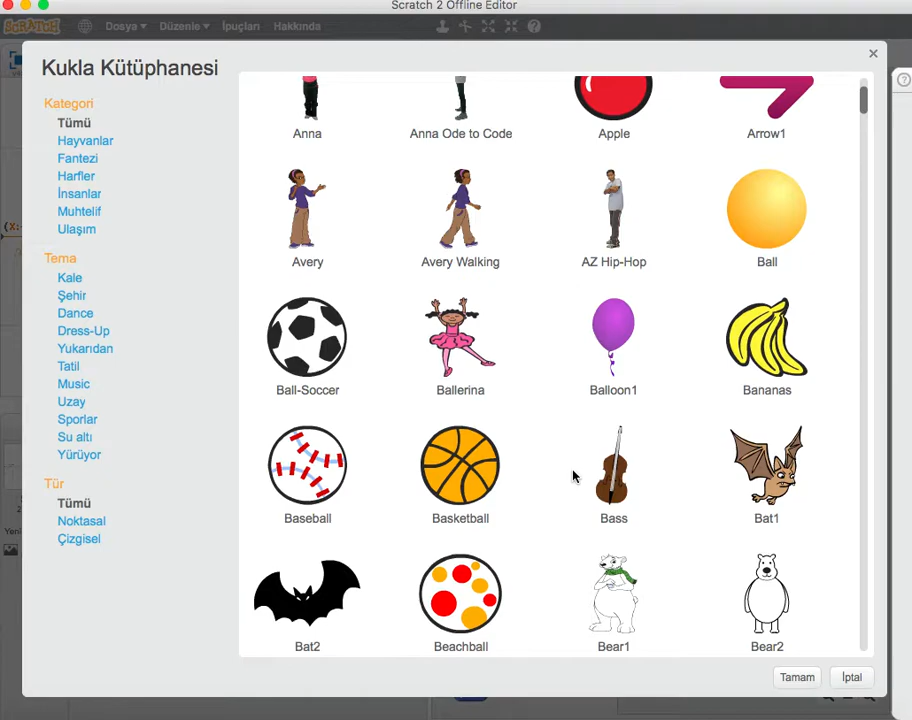 Scratch 2 Offline Editor
SCRATCH Dosya Düzenle İpuçları Hakkında
Kukla Kütüphanesi
Kategori
Tümü
Hayvanlar
Fantezi
Harfler
İnsanlar
Muhtelif
Ulaşım
Tema
Kale
Şehir
Dance
Dress-Up
Yukarıdan
Tatil
Music
Uzay
Sporlar
Su altı
Yürüyor
Tür
Tümü
Noktasal
Çizgisel
Anna Anna Ode to Code Apple Arrow1
Avery Avery Walking AZ Hip-Hop Ball
Ball-Soccer Ballerina Balloon1 Bananas
Baseball Basketball Bass Bat1
Bat2 Beachball Bear1 Bear2
Tamam İptal
(X:
Yeni